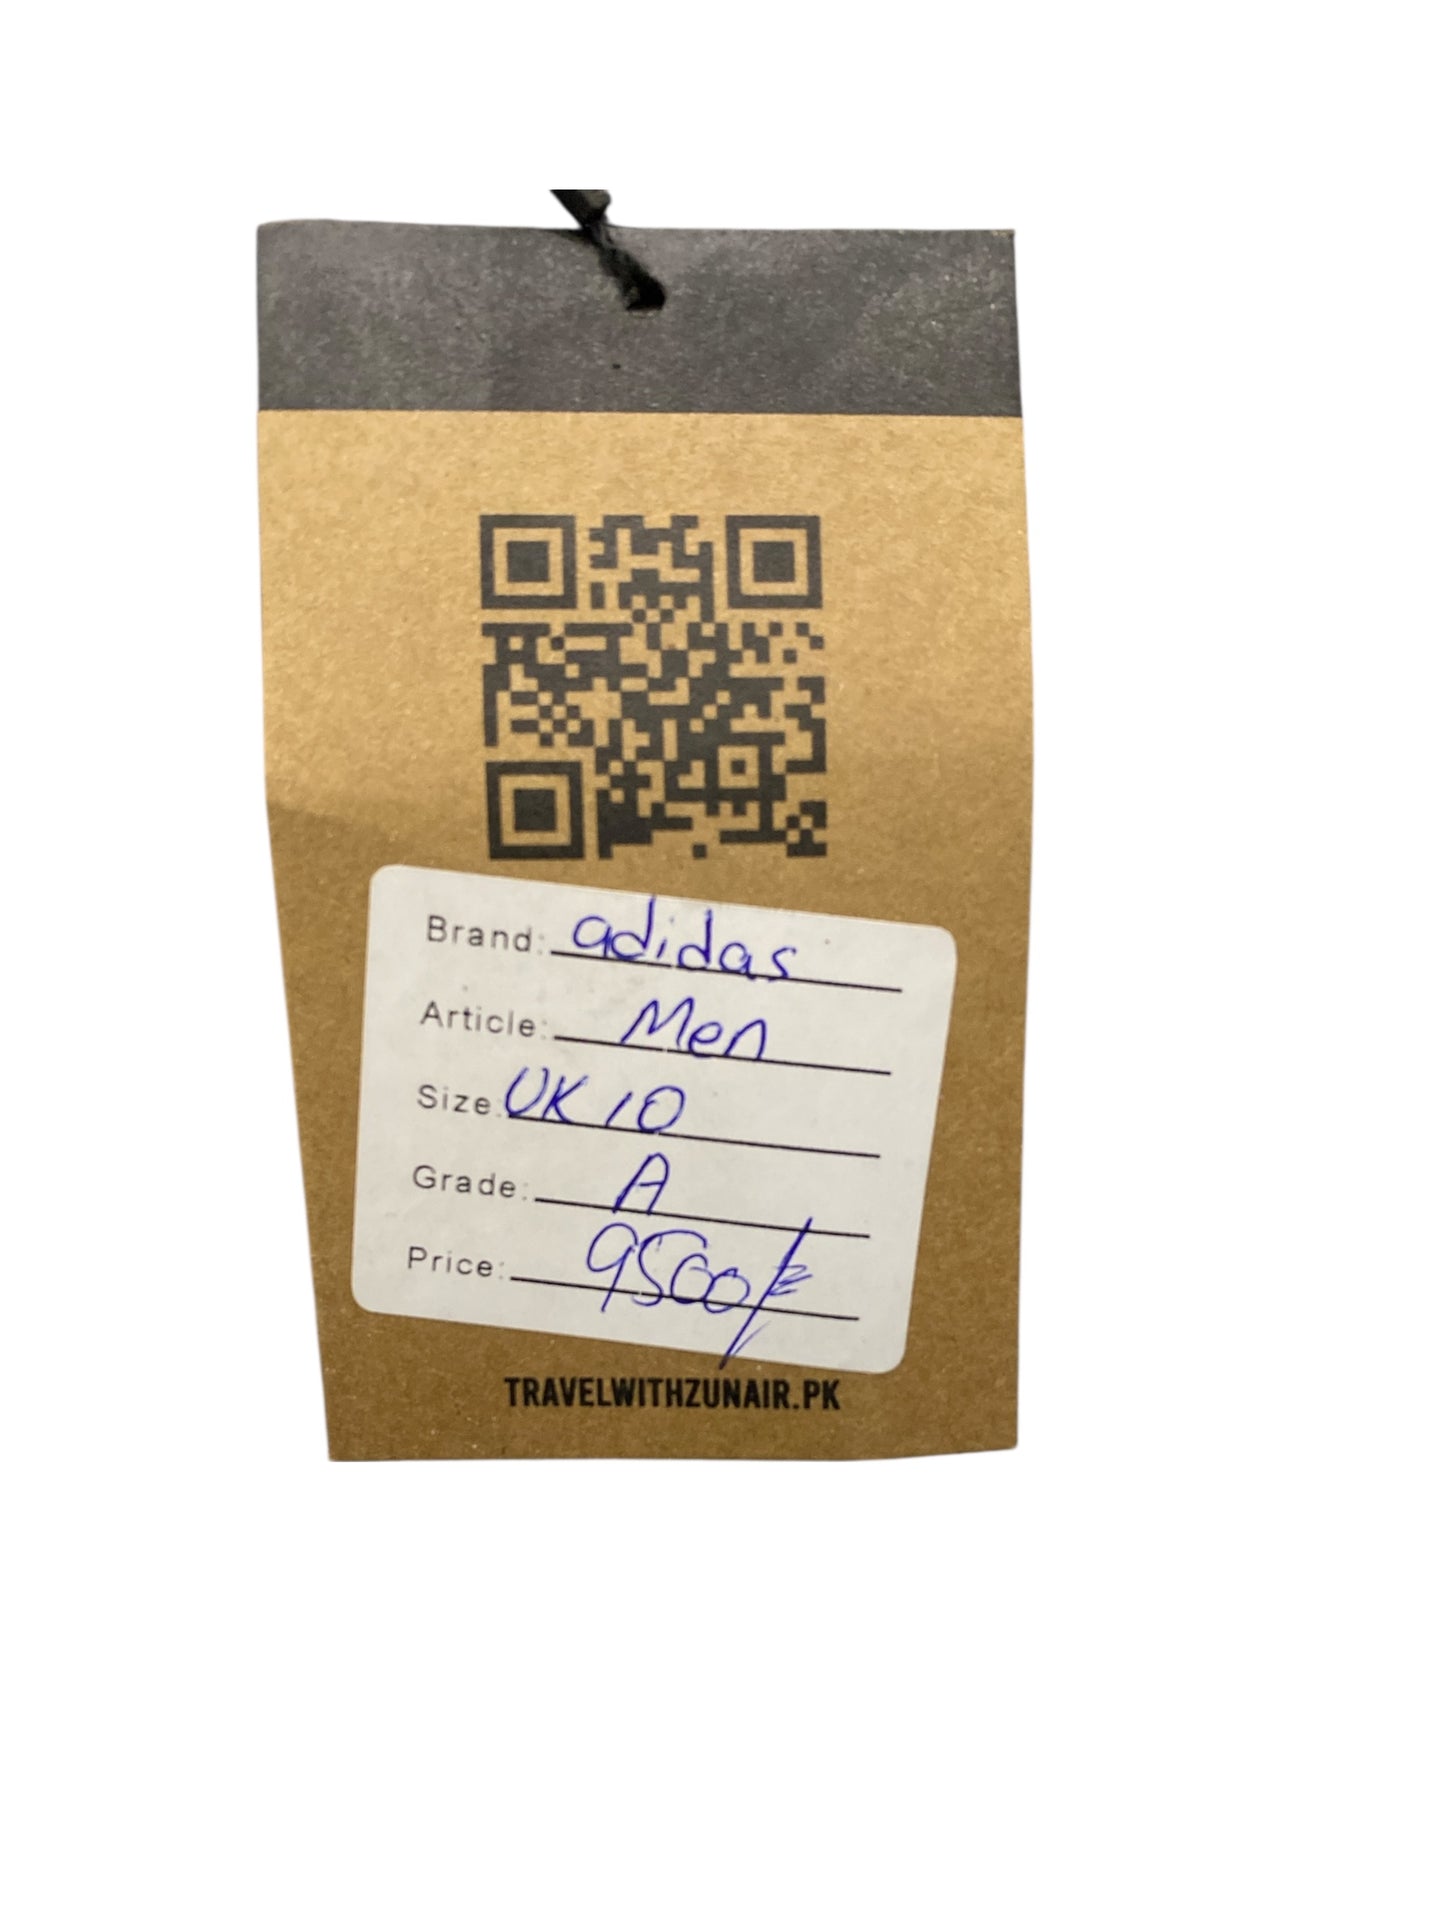 Brand: adidas
Article: Men
Size: UK 10
Grade: A
Price: 9500/=
TRAVELWITHZUNAIR.PK